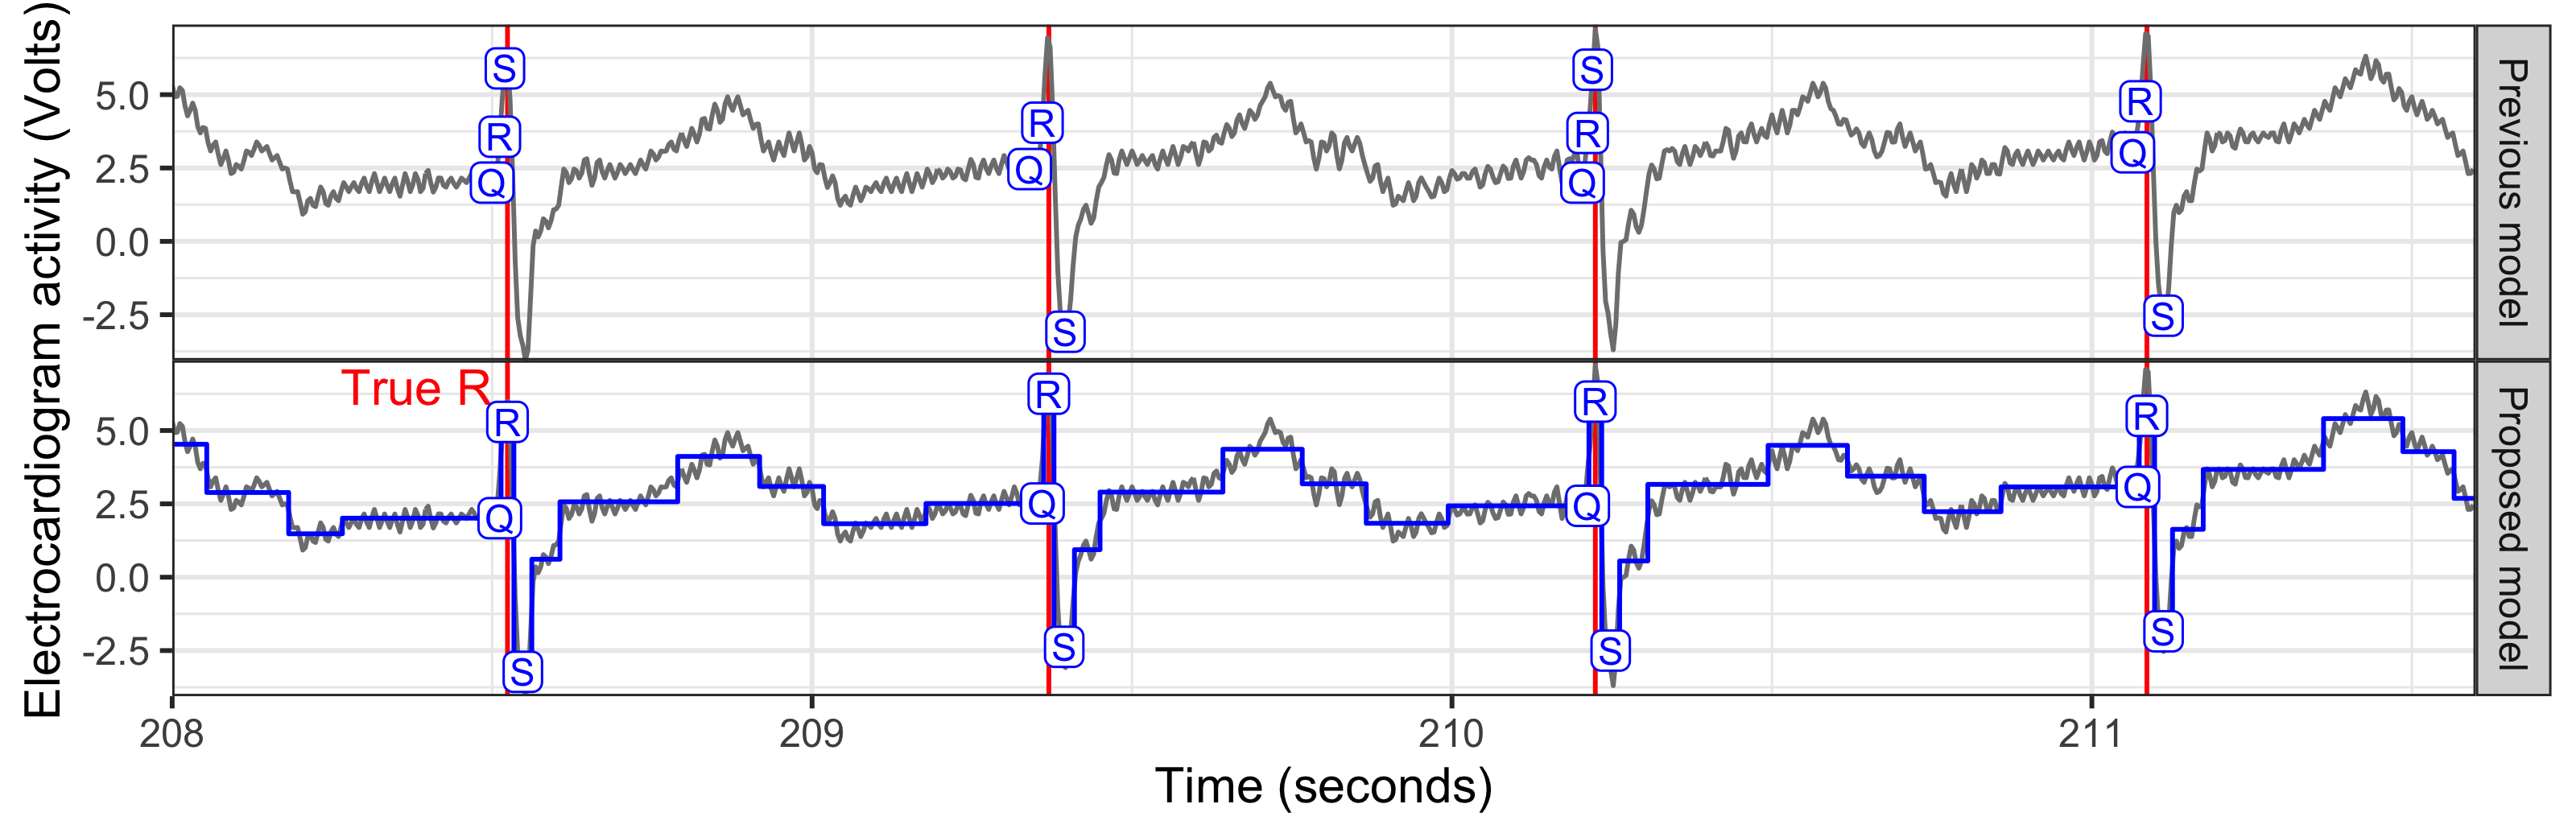 Electrocardiogram activity (Volts)
5.0
2.5
0.0
-2.5
S
R
Q
R
Q
S
S
R
Q
R
Q
S
Previous model
True R
5.0
2.5
0.0
-2.5
R
Q
S
R
Q
S
R
Q
S
R
Q
S
Proposed model
208
209
210
211
Time (seconds)